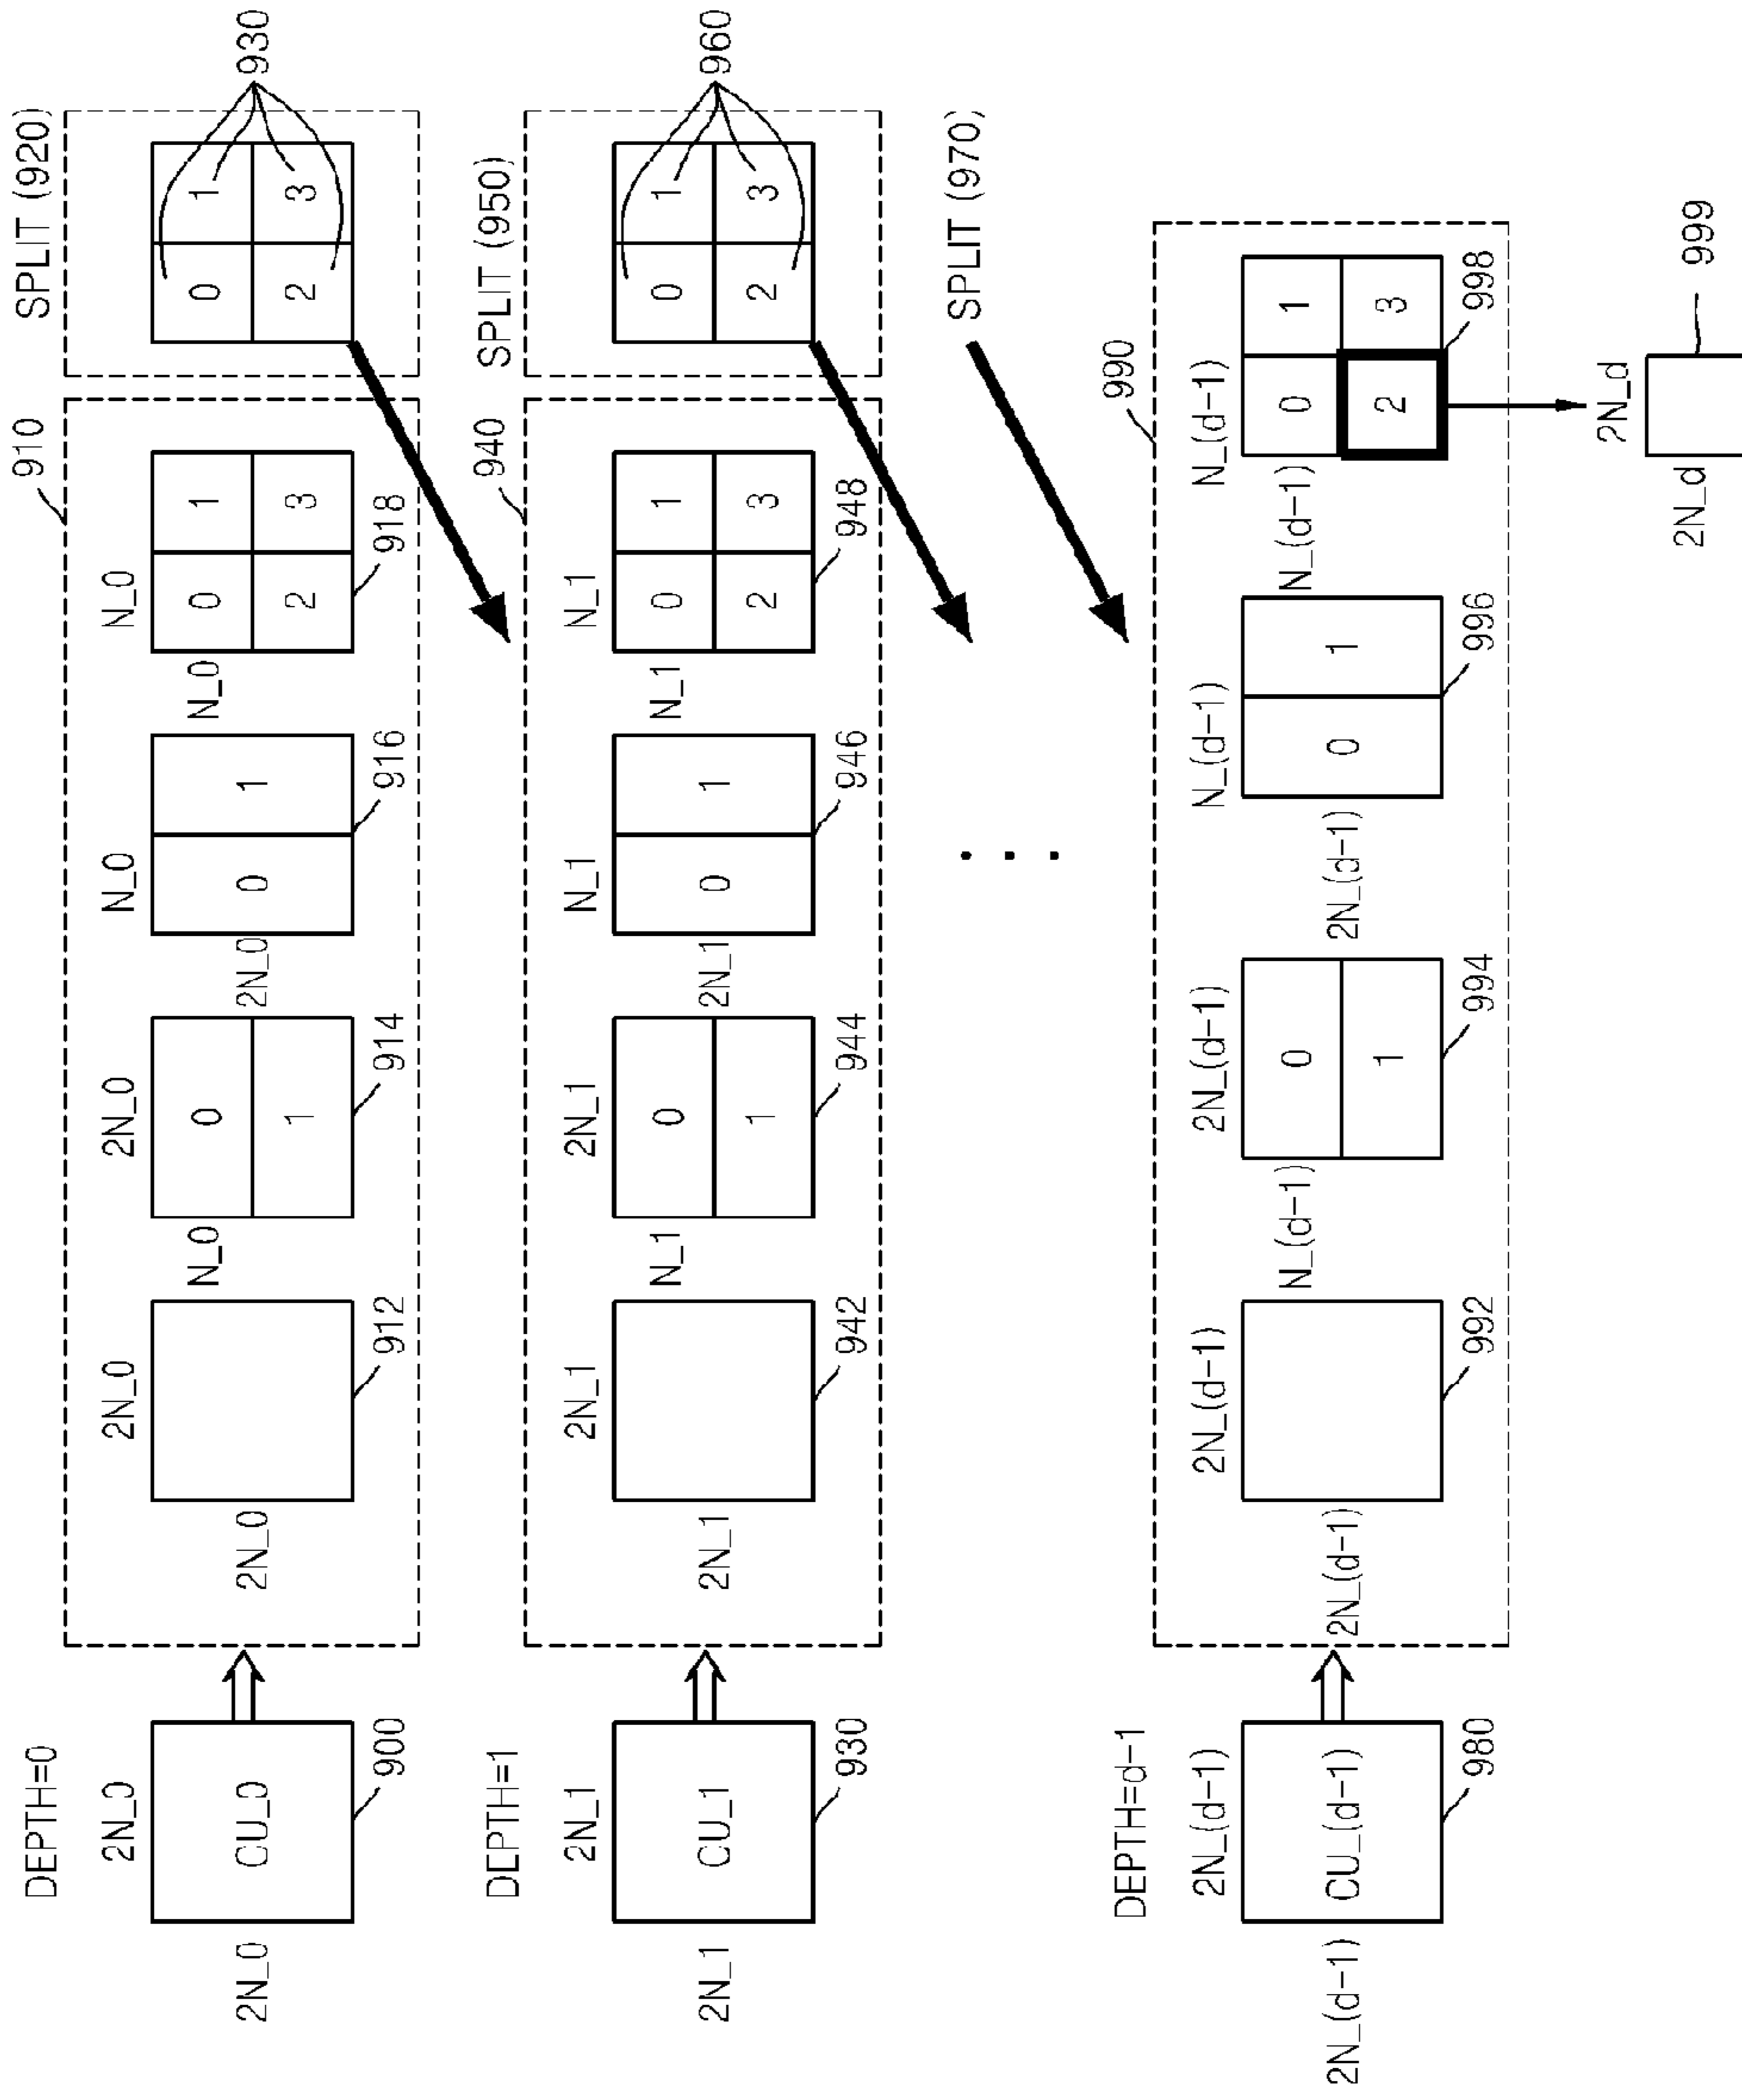 DEPTH=0
2N_0
2N_0
CU_0
900
910
2N_0
2N_0
912
2N_0
N_0
0
1
914
N_0
2N_0
0
1
916
N_0
N_0
0
1
2
3
918
SPLIT (920)
0
1
2
3
930
DEPTH=1
2N_1
2N_1
CU_1
930
940
2N_1
2N_1
942
2N_1
N_1
0
1
944
N_1
2N_1
0
1
946
N_1
N_1
0
1
2
3
948
SPLIT (950)
0
1
2
3
960
SPLIT (970)
DEPTH=d-1
2N_(d-1)
2N_(d-1)
CU_(d-1)
980
990
2N_(d-1)
2N_(d-1)
992
2N_(d-1)
N_(d-1)
0
1
994
N_(d-1)
2N_(d-1)
0
1
996
N_(d-1)
N_(d-1)
0
1
2
3
998
2N_d
2N_d
999